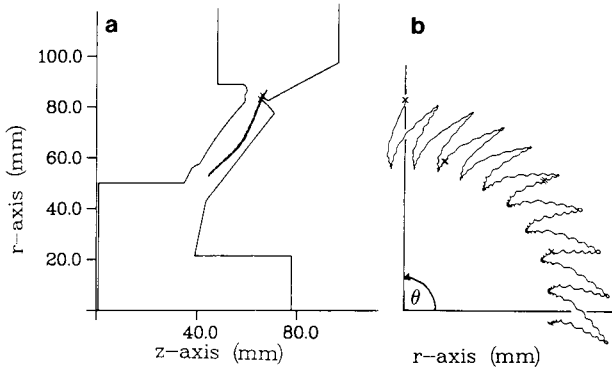 a
b
100.0
80.0
60.0
40.0
20.0
r-axis (mm)
40.0
80.0
z-axis (mm)
θ
r-axis (mm)